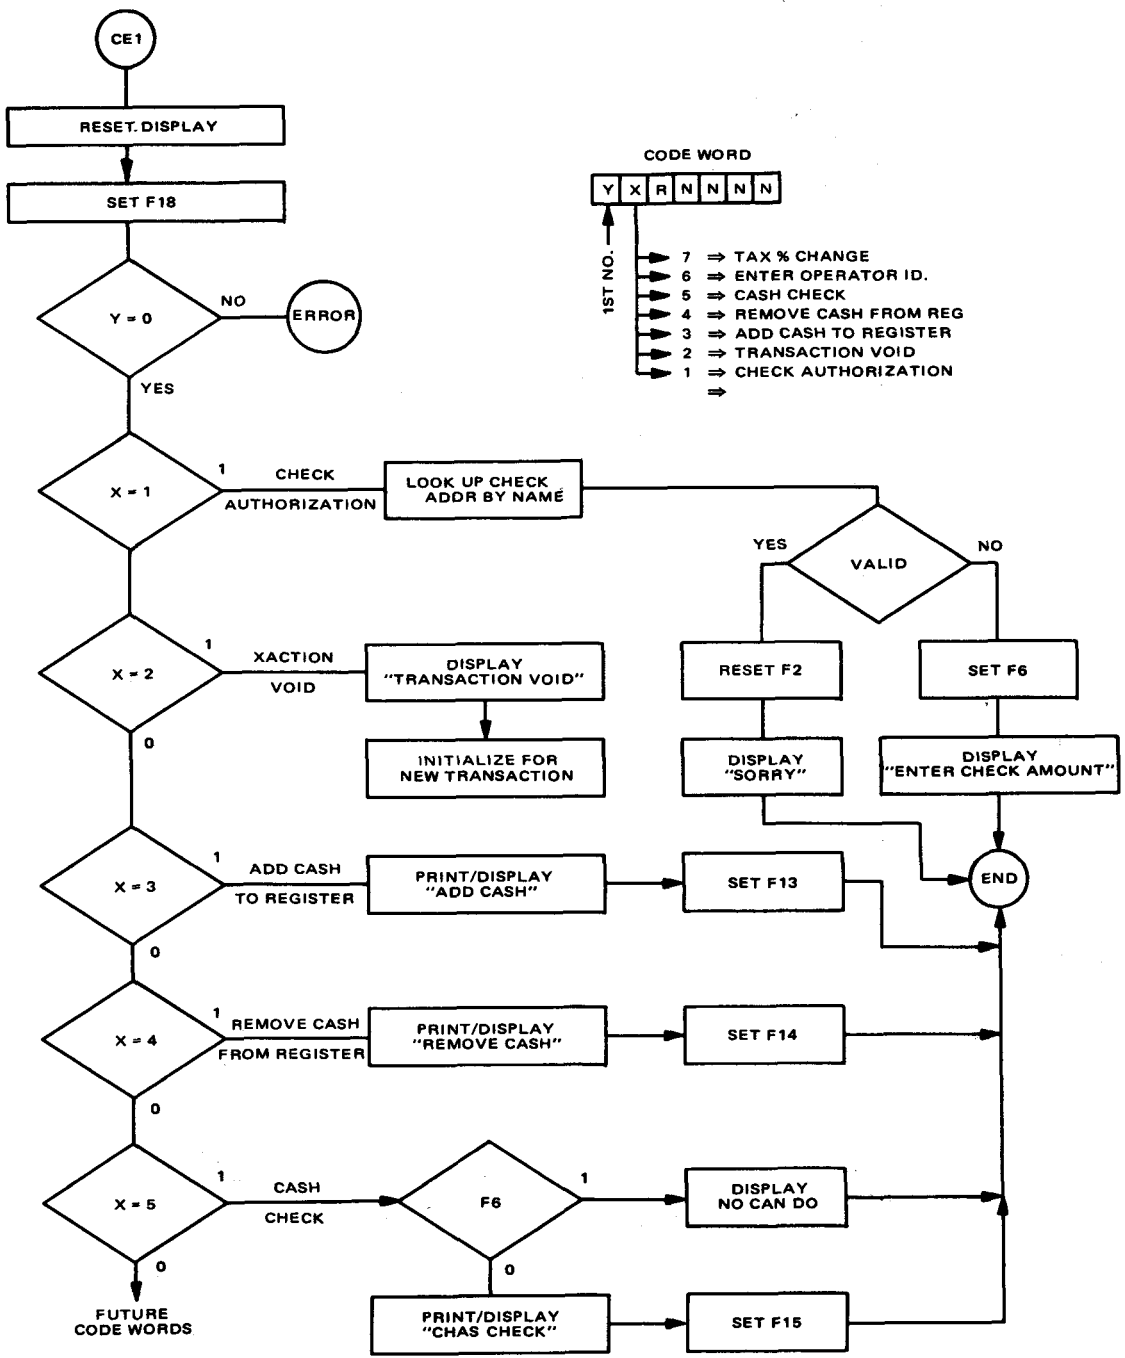 CE1
RESET. DISPLAY
SET F18
Y = 0
NO
ERROR
YES
CODE WORD
Y X R N N N N
1ST NO.
7 ⇒ TAX % CHANGE
6 ⇒ ENTER OPERATOR ID.
5 ⇒ CASH CHECK
4 ⇒ REMOVE CASH FROM REG
3 ⇒ ADD CASH TO REGISTER
2 ⇒ TRANSACTION VOID
1 ⇒ CHECK AUTHORIZATION
⇒
X = 1
1
CHECK
AUTHORIZATION
LOOK UP CHECK
ADDR BY NAME
YES
VALID
NO
RESET F2
SET F6
DISPLAY
"SORRY"
DISPLAY
"ENTER CHECK AMOUNT"
X = 2
1
XACTION
VOID
DISPLAY
"TRANSACTION VOID"
INITIALIZE FOR
NEW TRANSACTION
0
X = 3
1
ADD CASH
TO REGISTER
PRINT/DISPLAY
"ADD CASH"
SET F13
END
0
X = 4
1
REMOVE CASH
FROM REGISTER
PRINT/DISPLAY
"REMOVE CASH"
SET F14
0
X = 5
1
CASH
CHECK
F6
1
DISPLAY
NO CAN DO
0
0
PRINT/DISPLAY
"CHAS CHECK"
SET F15
FUTURE
CODE WORDS